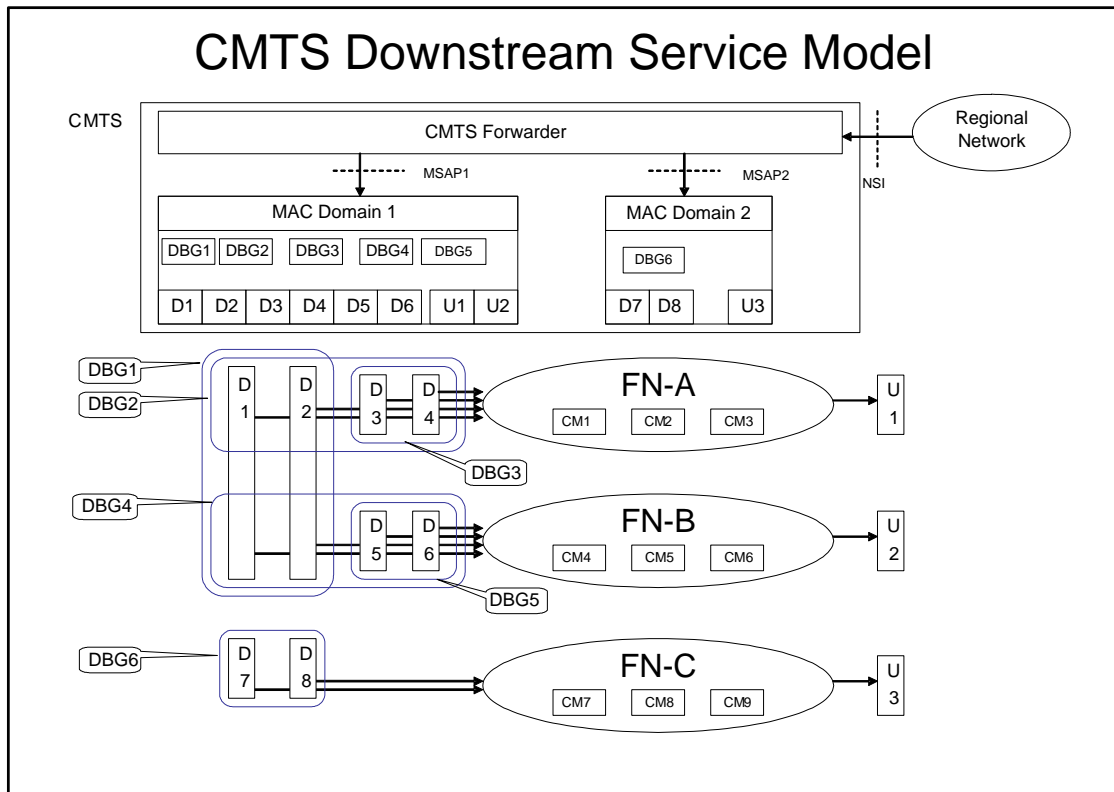 CMTS Downstream Service Model
CMTS
CMTS Forwarder
Regional
Network
MSAP1
MSAP2
NSI
MAC Domain 1
MAC Domain 2
DBG1 DBG2 DBG3 DBG4 DBG5
DBG6
D1 D2 D3 D4 D5 D6 U1 U2
D7 D8 U3
DBG1
DBG2
D
1
D
2
D
3
D
4
DBG3
FN-A
CM1 CM2 CM3
U
1
DBG4
D
5
D
6
DBG5
FN-B
CM4 CM5 CM6
U
2
DBG6
D
7
D
8
FN-C
CM7 CM8 CM9
U
3